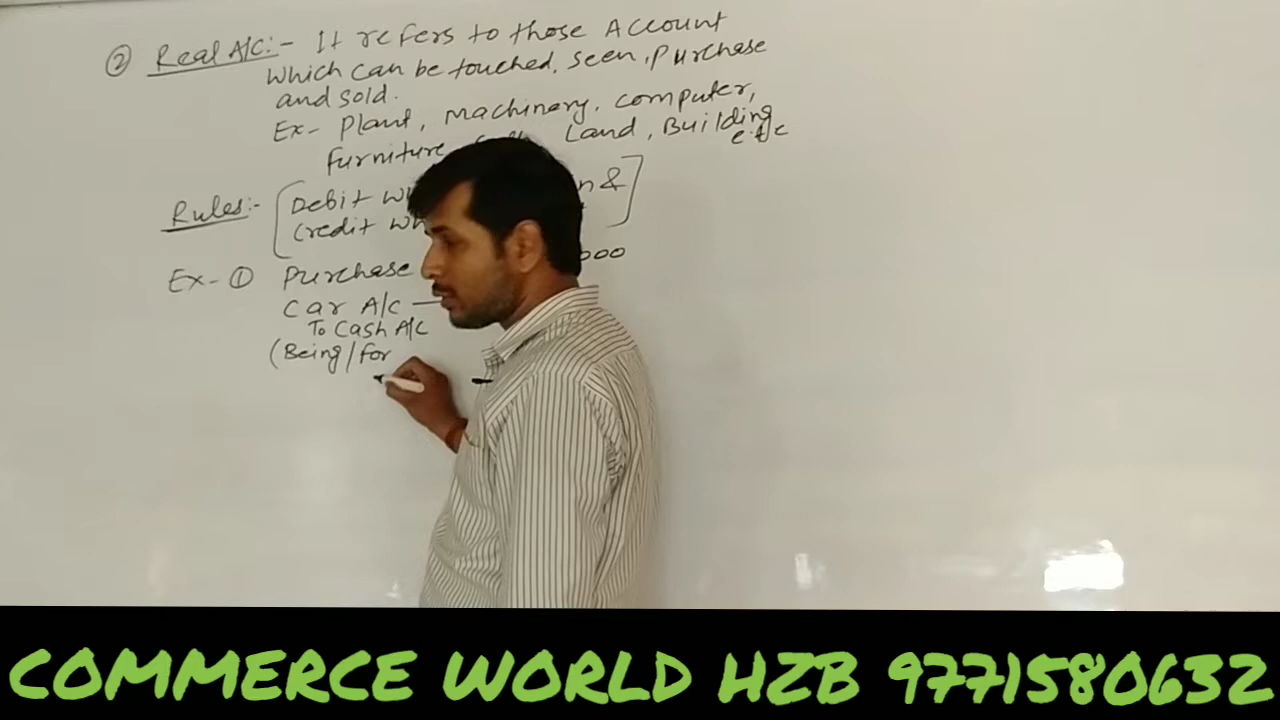 ② Real A/C:- It refers to those Account
which can be touched, seen, purchase
and sold.
Ex- Plant, Machinery, Computer,
furniture, Land, Building
e.t.c
Rules:- Debit &
Credit
Ex- ① Purchase 000
Car A/C
To Cash A/C
(Being/for
COMMERCE WORLD HZB 9771580632